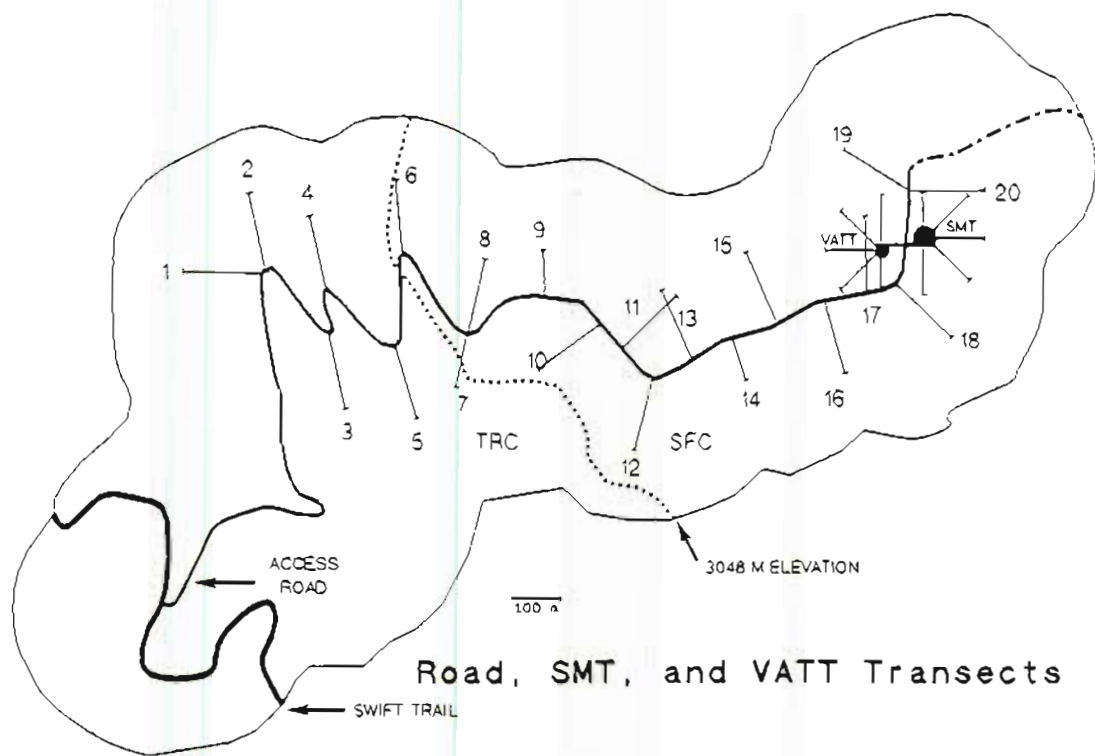 19
2
4
6
20
8
9
15
VATT
SMT
1
11
13
17
10
18
14
16
3
7
5
TRC
12
SFC
3048 M ELEVATION
ACCESS
ROAD
100 m
Road, SMT, and VATT Transects
SWIFT TRAIL